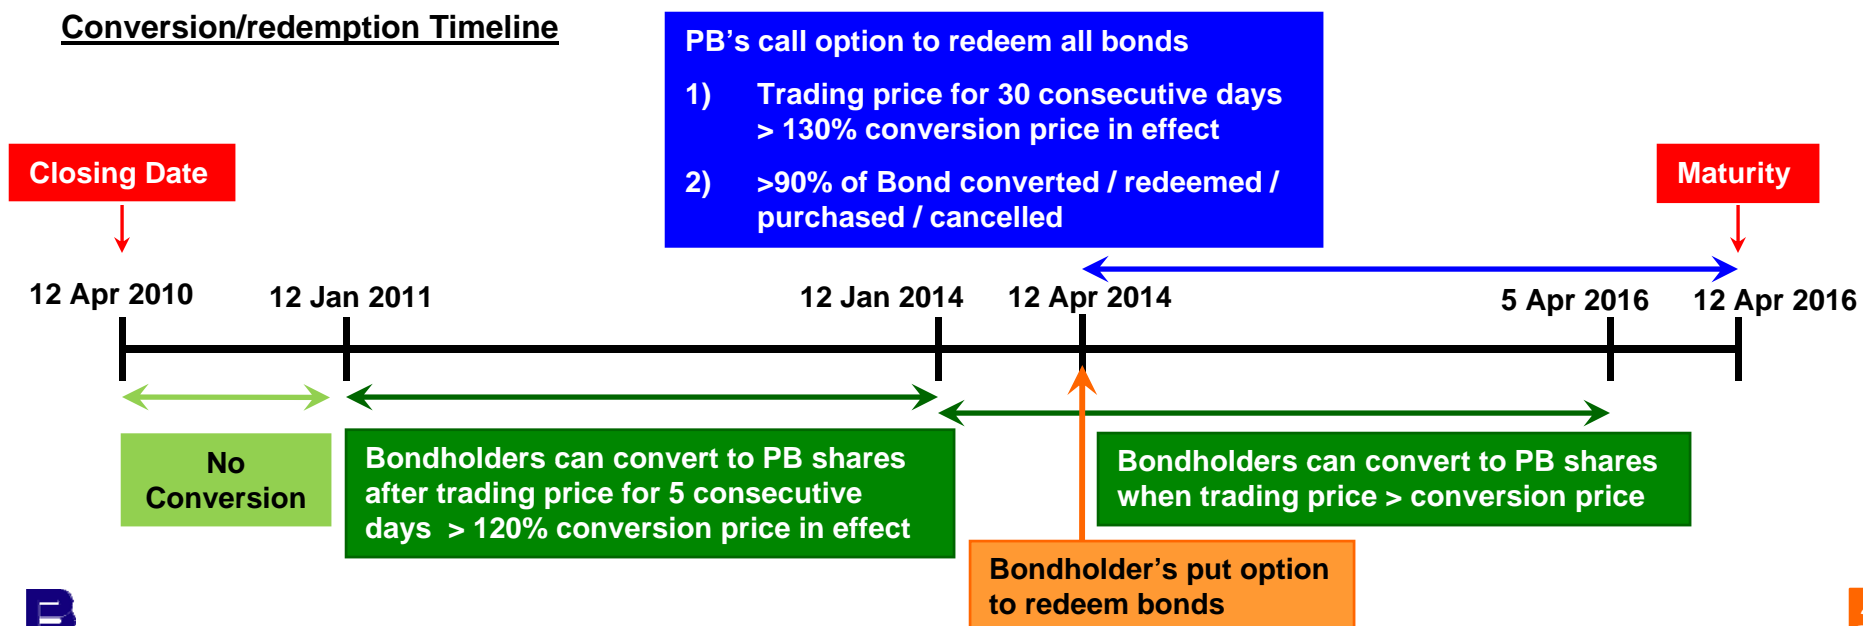 Conversion/redemption Timeline
PB’s call option to redeem all bonds
1) Trading price for 30 consecutive days
> 130% conversion price in effect
2) >90% of Bond converted / redeemed /
purchased / cancelled
Closing Date
Maturity
12 Apr 2010
12 Jan 2011
12 Jan 2014
12 Apr 2014
5 Apr 2016
12 Apr 2016
No
Conversion
Bondholders can convert to PB shares
after trading price for 5 consecutive
days > 120% conversion price in effect
Bondholders can convert to PB shares
when trading price > conversion price
Bondholder’s put option
to redeem bonds